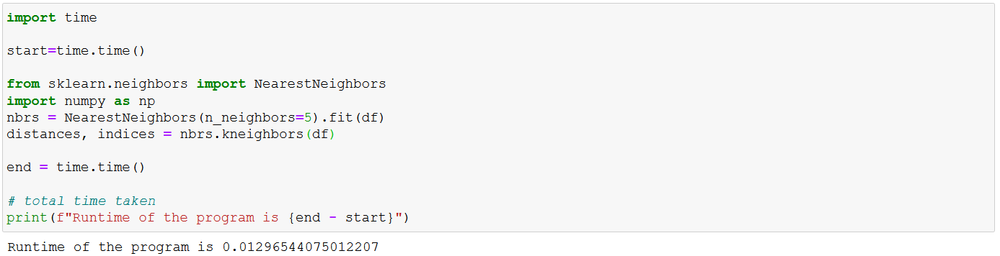 import time
start=time.time()
from sklearn.neighbors import NearestNeighbors
import numpy as np
nbrs = NearestNeighbors(n_neighbors=5).fit(df)
distances, indices = nbrs.kneighbors(df)
end = time.time()
# total time taken
print(f"Runtime of the program is {end - start}")
Runtime of the program is 0.01296544075012207